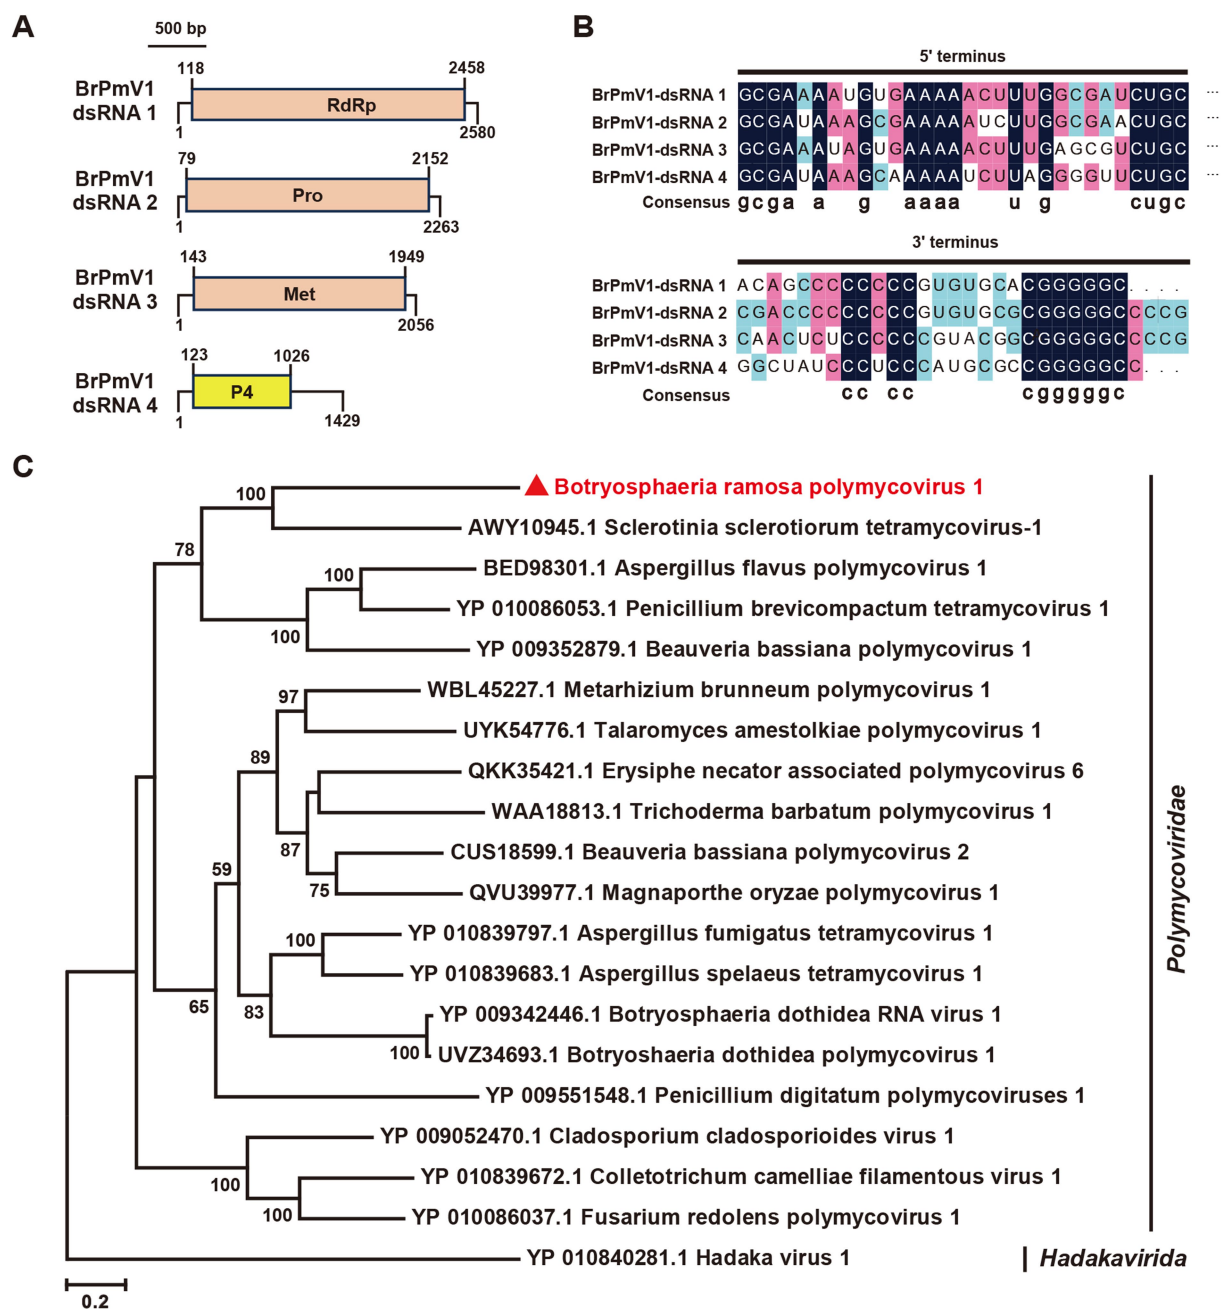 A
500 bp
BrPmV1
dsRNA 1
118
2458
RdRp
1
2580
BrPmV1
dsRNA 2
79
2152
Pro
1
2263
BrPmV1
dsRNA 3
143
1949
Met
1
2056
BrPmV1
dsRNA 4
123
1026
P4
1
1429
B
5' terminus
BrPmV1-dsRNA 1 GCGAAAAUGUGAAAAACUUUGGCGAUCUGC ...
BrPmV1-dsRNA 2 GCGAUAAAGCGAAAAAUCUUGGCGAACUGC ...
BrPmV1-dsRNA 3 GCGAAAUAGUGAAAAACUUUGAGCGUCUGC ...
BrPmV1-dsRNA 4 GCGAUAAAGCAAAAAUCUUAGGGGUUCUGC ...
Consensus gcga a g aaaa u g cugc
3' terminus
BrPmV1-dsRNA 1 ACAGCCCCCCCCGUGUGCACGGGGGC....
BrPmV1-dsRNA 2 CGACCCCCCCCCGUGUGCGCGGGGGCCCCG
BrPmV1-dsRNA 3 CAACUCUCCCCCCGUACGGCGGGGGCCCCG
BrPmV1-dsRNA 4 GGCUAUCCCUCCCAUGCGCCGGGGGCC...
Consensus cc cc cgggggc
C
100
Botryosphaeria ramosa polymycovirus 1
AWY10945.1 Sclerotinia sclerotiorum tetramycovirus-1
78
BED98301.1 Aspergillus flavus polymycovirus 1
100
YP 010086053.1 Penicillium brevicompactum tetramycovirus 1
100
YP 009352879.1 Beauveria bassiana polymycovirus 1
WBL45227.1 Metarhizium brunneum polymycovirus 1
97
UYK54776.1 Talaromyces amestolkiae polymycovirus 1
89
QKK35421.1 Erysiphe necator associated polymycovirus 6
WAA18813.1 Trichoderma barbatum polymycovirus 1
87
CUS18599.1 Beauveria bassiana polymycovirus 2
75
QVU39977.1 Magnaporthe oryzae polymycovirus 1
59
YP 010839797.1 Aspergillus fumigatus tetramycovirus 1
100
YP 010839683.1 Aspergillus spelaeus tetramycovirus 1
65
83
YP 009342446.1 Botryosphaeria dothidea RNA virus 1
100
UVZ34693.1 Botryoshaeria dothidea polymycovirus 1
YP 009551548.1 Penicillium digitatum polymycoviruses 1
YP 009052470.1 Cladosporium cladosporioides virus 1
100
YP 010839672.1 Colletotrichum camelliae filamentous virus 1
100
YP 010086037.1 Fusarium redolens polymycovirus 1
Polymycoviridae
YP 010840281.1 Hadaka virus 1
Hadakavirida
0.2